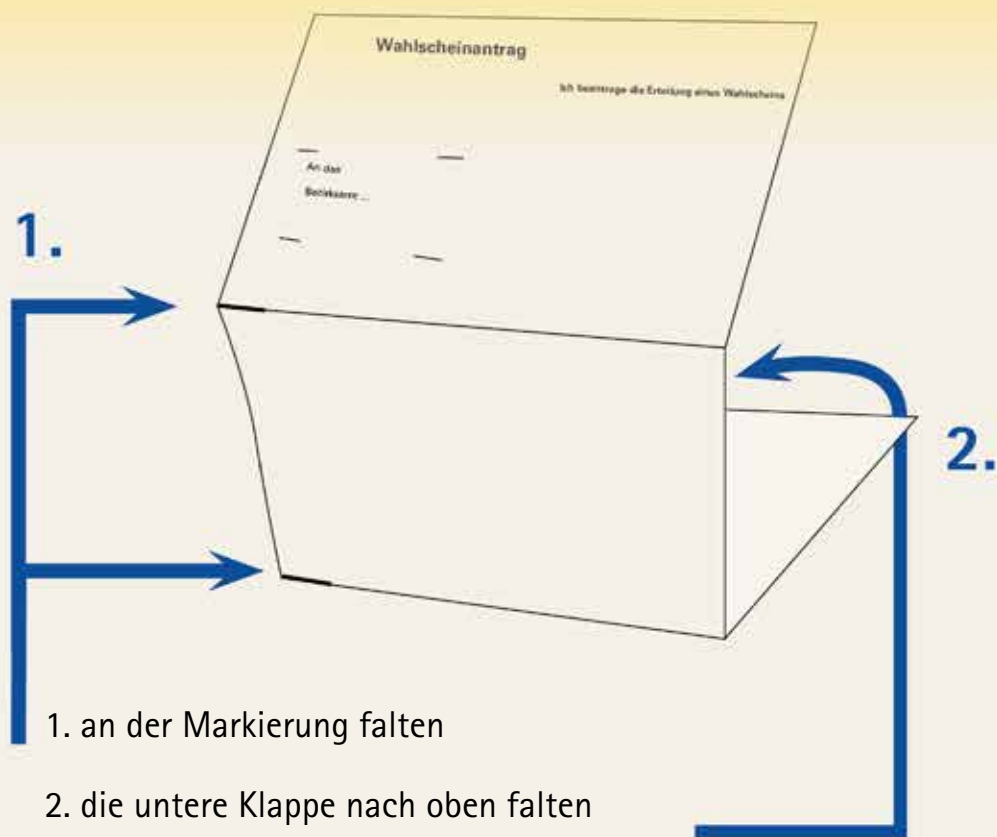 Wahlscheinantrag
Ich beantrage die Erteilung eines Wahlscheins
An das
Bezirksamt ...
1.
2.
1. an der Markierung falten
2. die untere Klappe nach oben falten